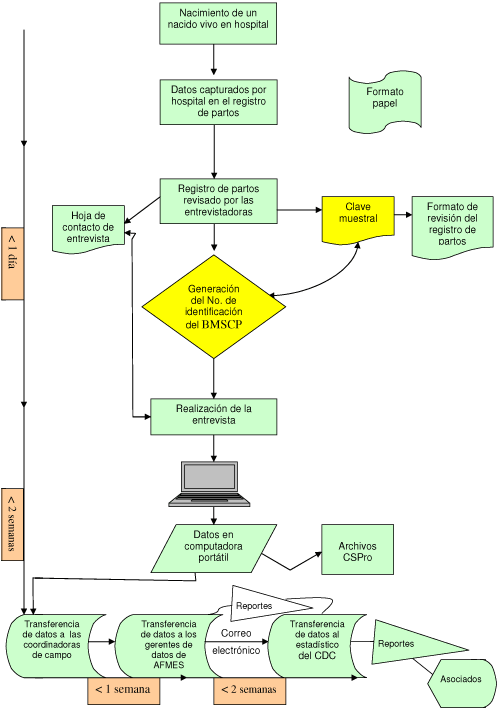 Nacimiento de un
nacido vivo en hospital
Datos capturados por
hospital en el registro
de partos
Formato
papel
Registro de partos
revisado por las
entrevistadoras
Hoja de
contacto de
entrevista
Clave
muestral
Formato de
revisión del
registro de
partos
< 1 día
Generación
del No. de
identificación
del BMSCP
Realización de la
entrevista
< 2 semanas
Datos en
computadora
portátil
Archivos
CSPro
Reportes
Transferencia
de datos a las
coordinadoras
de campo
Transferencia
de datos a los
gerentes de
datos de
AFMES
Correo
electrónico
Transferencia
de datos al
estadístico
del CDC
Reportes
Asociados
< 1 semana
< 2 semanas